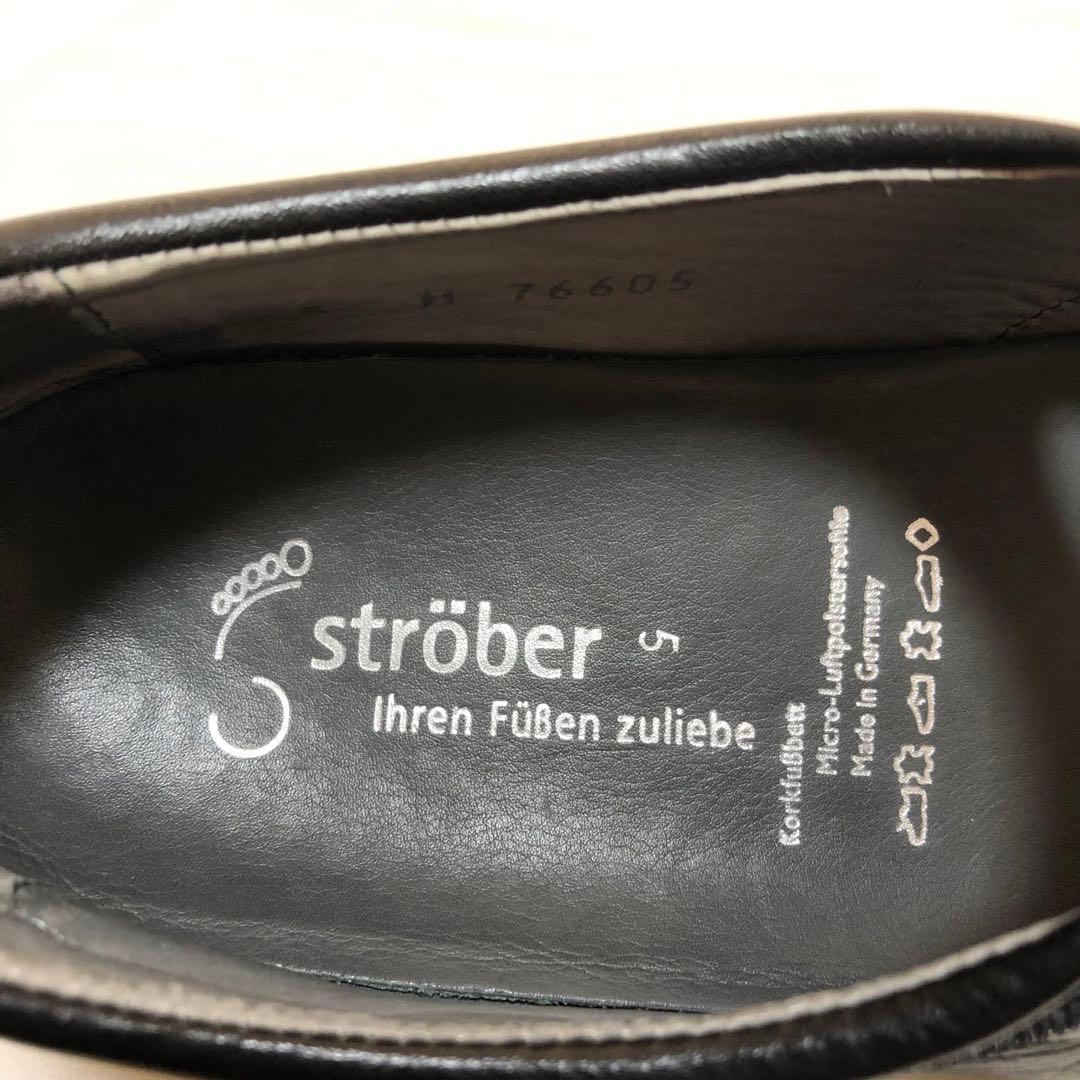 H 76605
ströber 5
Ihren Füßen zuliebe
Korkfußbett
Micro-Luftpolstersohle
Made in Germany